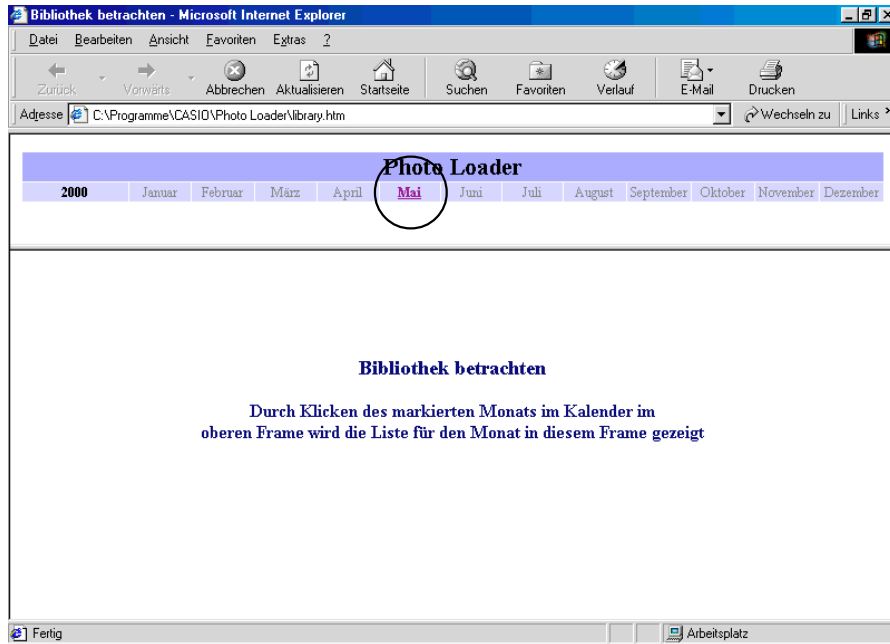 Bibliothek betrachten - Microsoft Internet Explorer
Datei Bearbeiten Ansicht Favoriten Extras ?
Zurück Vorwärts Abbrechen Aktualisieren Startseite Suchen Favoriten Verlauf E-Mail Drucken
Adresse C:\Programme\CASIO\Photo Loader\library.htm Wechseln zu Links »
Photo Loader
2000 Januar Februar März April Mai Juni Juli August September Oktober November Dezember
Bibliothek betrachten
Durch Klicken des markierten Monats im Kalender im
oberen Frame wird die Liste für den Monat in diesem Frame gezeigt
Fertig Arbeitsplatz